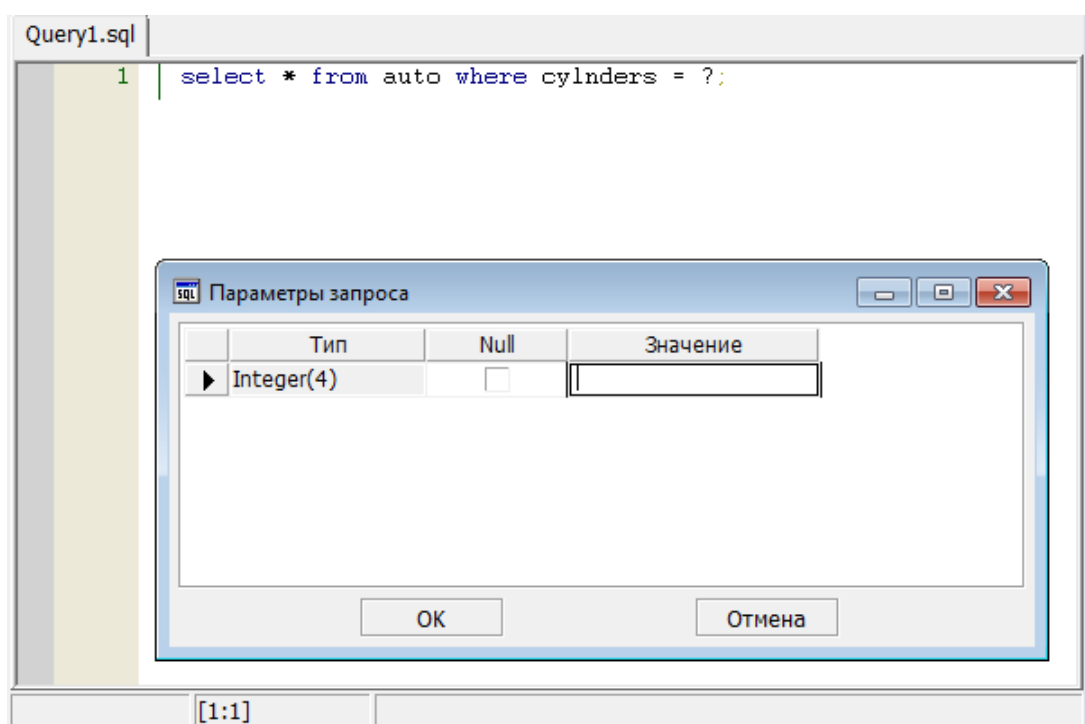 Query1.sql
1 select * from auto where cylnders = ?;
sql Параметры запроса
Тип Null Значение
Integer(4)
OK Отмена
[1:1]